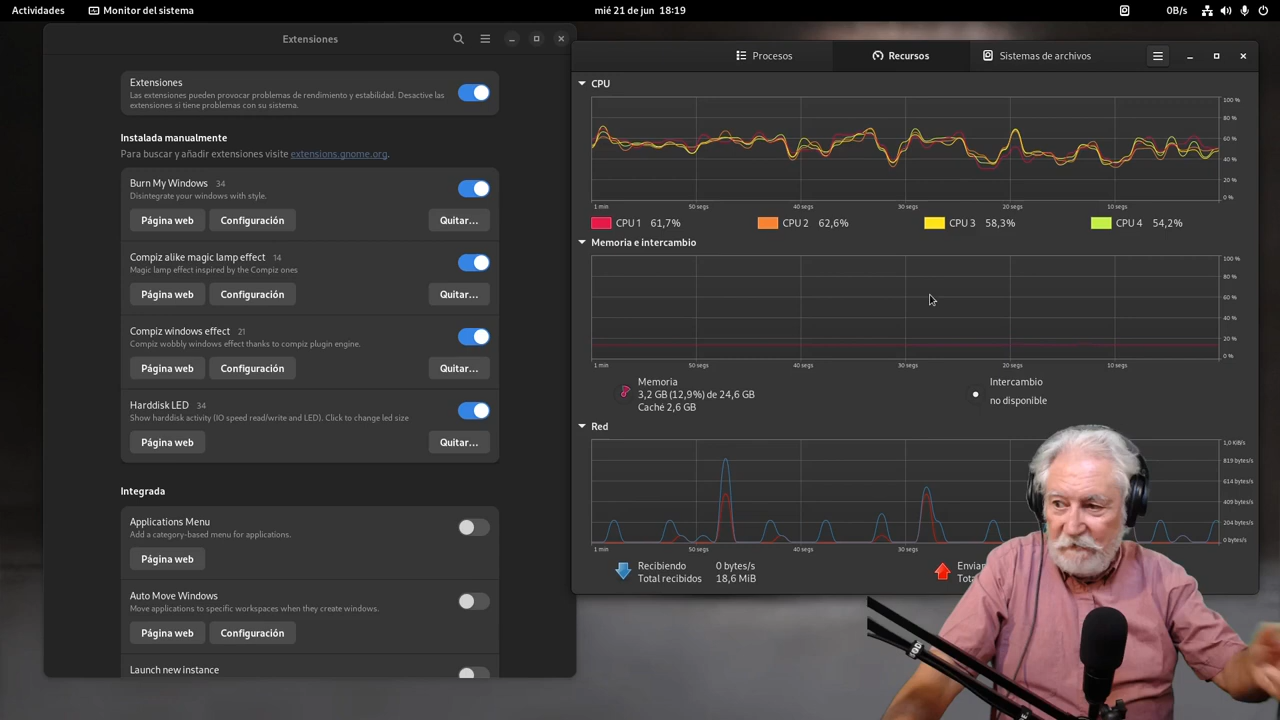 Actividades
Monitor del sistema
mié 21 de jun 18:19
0B/s
Extensiones
Extensiones
Las extensiones pueden provocar problemas de rendimiento y estabilidad. Desactive las
extensiones si tiene problemas con su sistema.
Instalada manualmente
Para buscar y añadir extensiones visite extensions.gnome.org.
Burn My Windows 34
Disintegrate your windows with style.
Página web
Configuración
Quitar...
Compiz alike magic lamp effect 14
Magic lamp effect inspired by the Compiz ones
Página web
Configuración
Quitar...
Compiz windows effect 21
Compiz wobbly windows effect thanks to compiz plugin engine.
Página web
Configuración
Quitar...
Harddisk LED 34
Show harddisk activity (IO speed read/write and LED). Click to change led size
Página web
Quitar...
Integrada
Applications Menu
Add a category-based menu for applications.
Página web
Auto Move Windows
Move applications to specific workspaces when they create windows.
Página web
Configuración
Launch new instance
Procesos
Recursos
Sistemas de archivos
CPU
100 %
80 %
60 %
40 %
20 %
0 %
1 min
50 segs
40 segs
30 segs
20 segs
10 segs
CPU 1 61,7%
CPU 2 62,6%
CPU 3 58,3%
CPU 4 54,2%
Memoria e intercambio
100 %
80 %
60 %
40 %
20 %
0 %
1 min
50 segs
40 segs
30 segs
20 segs
10 segs
Memoria
3,2 GB (12,9%) de 24,6 GB
Caché 2,6 GB
Intercambio
no disponible
Red
1,0 KiB/s
819 bytes/s
614 bytes/s
409 bytes/s
204 bytes/s
0 bytes/s
1 min
50 segs
40 segs
30 segs
Recibiendo 0 bytes/s
Total recibidos 18,6 MiB